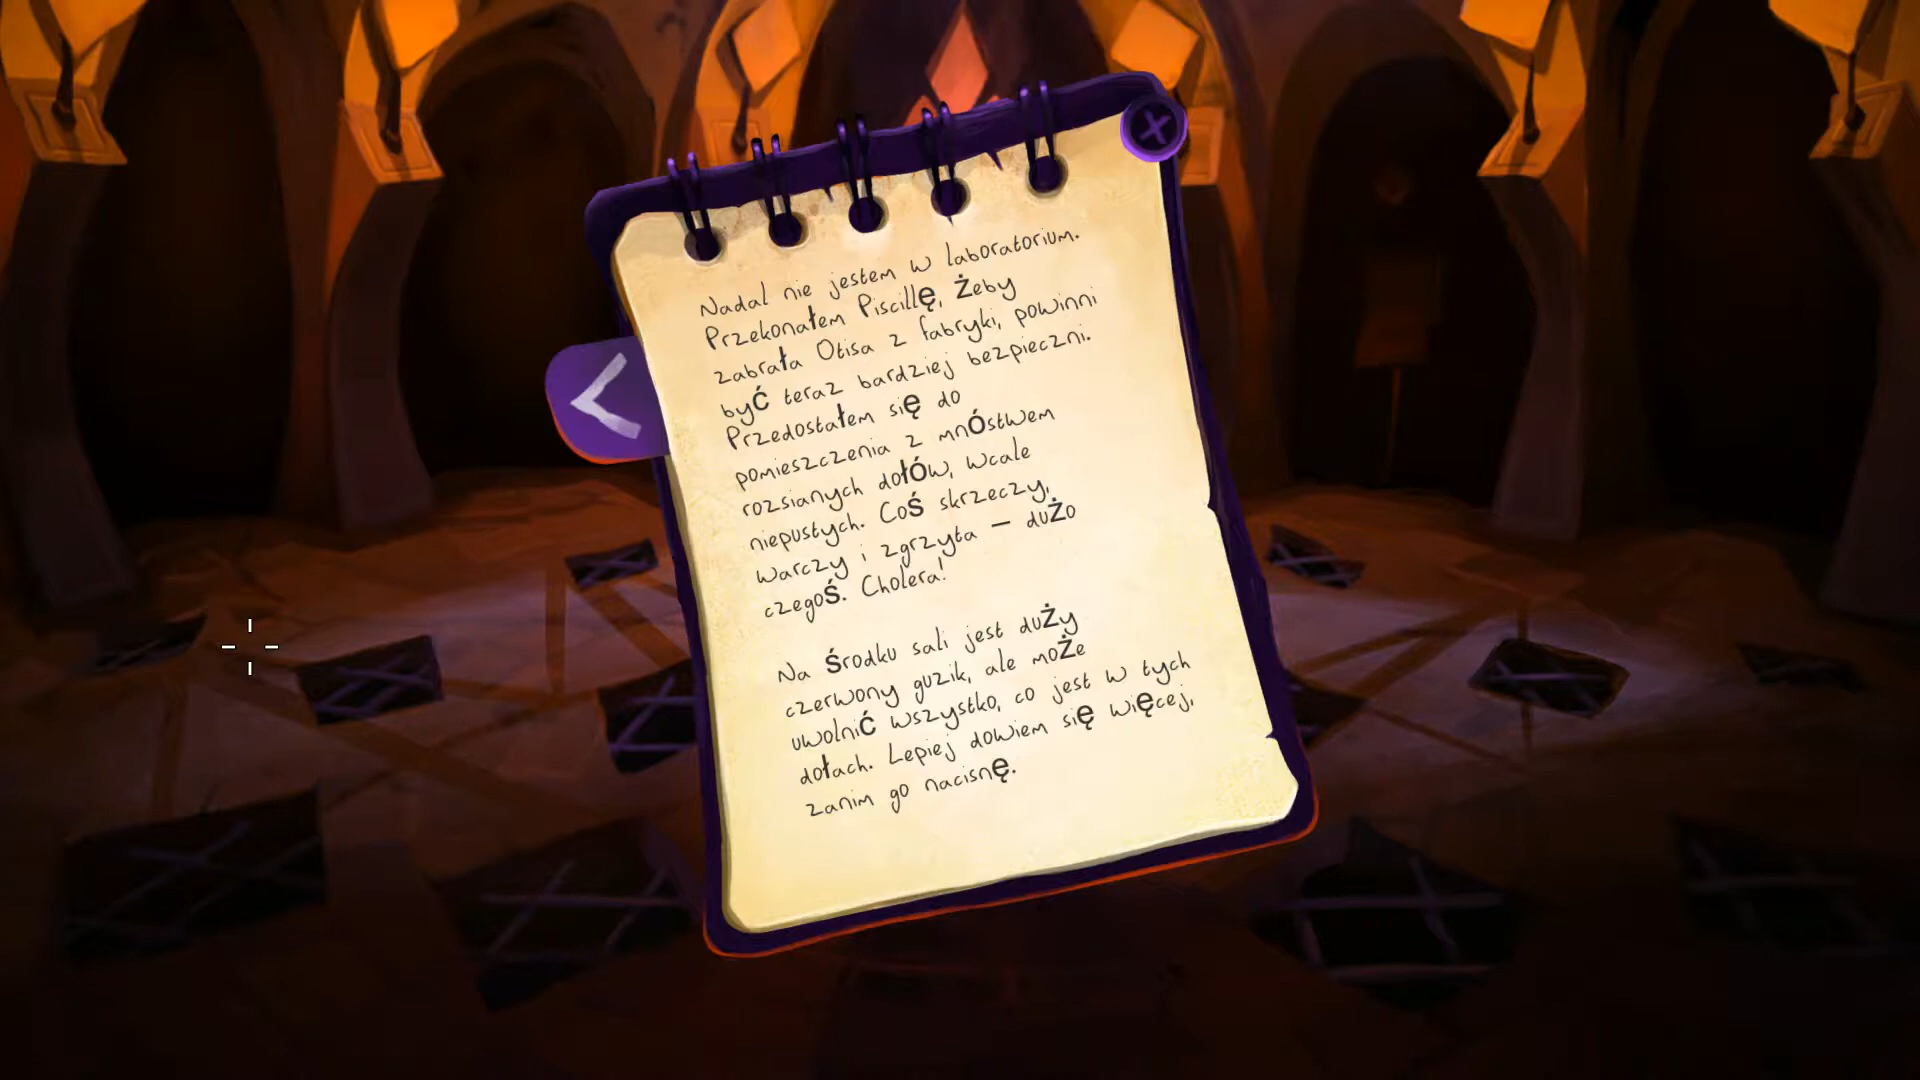 Nadal nie jestem w laboratorium.
Przekonałem Piscillę, żeby
zabrała Otisa z fabryki, powinni
być teraz bardziej bezpieczni.
Przedostałem się do
pomieszczenia z mnóstwem
rozsianych dołów, wcale
niepustych. Coś skrzeczy,
warczy i zgrzyta – dużo
czegoś. Cholera!
Na środku sali jest duży
czerwony guzik, ale może
uwolnić wszystko, co jest w tych
dołach. Lepiej dowiem się więcej,
zanim go nacisnę.